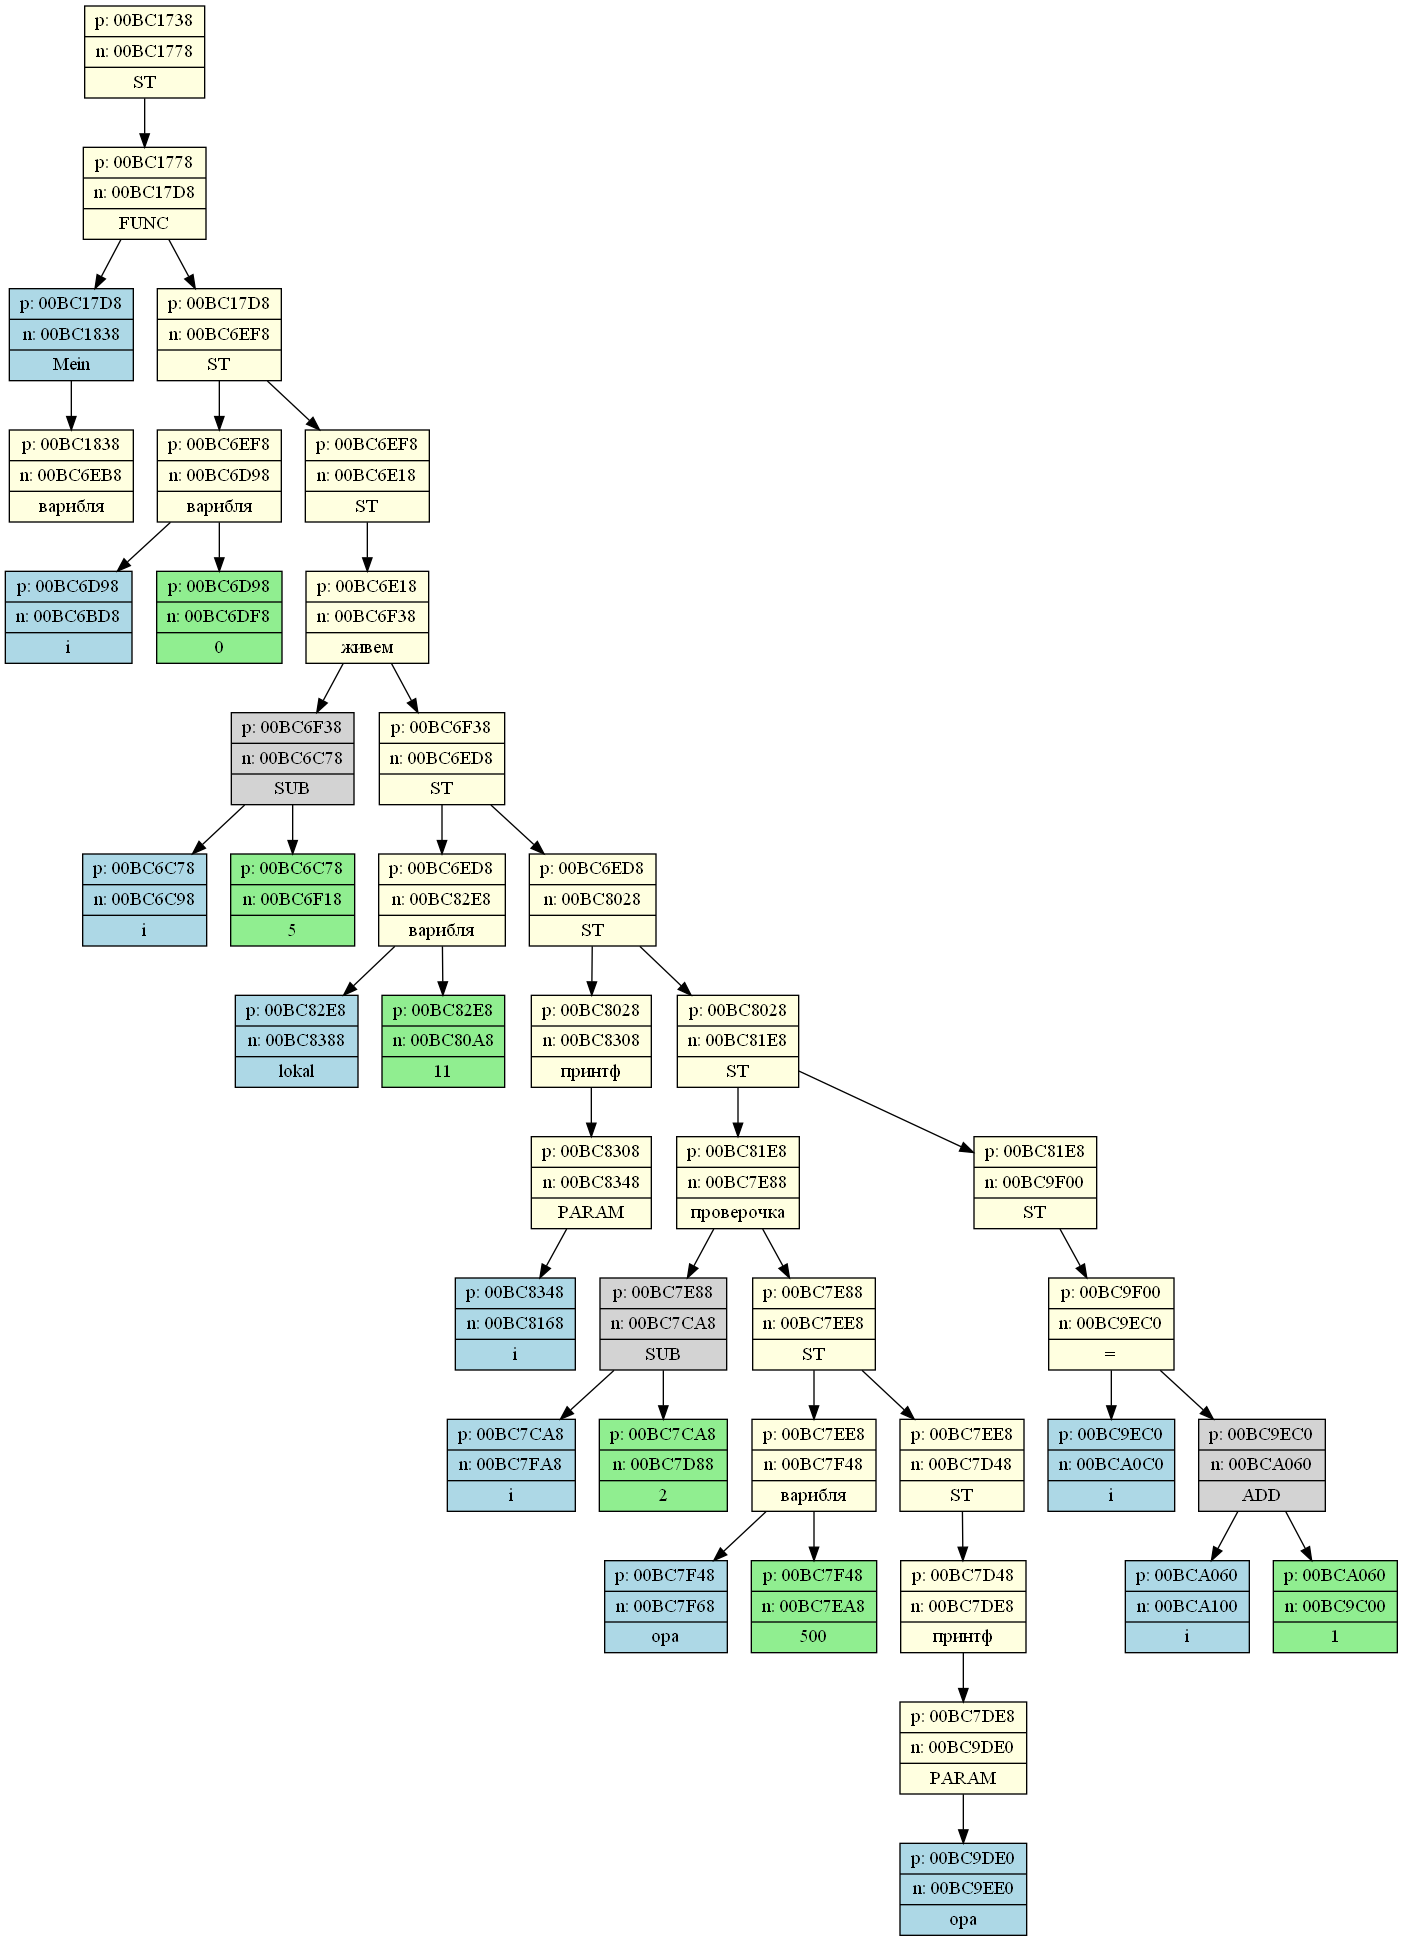 p: 00BC1738
n: 00BC1778
ST
p: 00BC1778
n: 00BC17D8
FUNC
p: 00BC17D8
n: 00BC1838
Mein
p: 00BC17D8
n: 00BC6EF8
ST
p: 00BC1838
n: 00BC6EB8
варибля
p: 00BC6EF8
n: 00BC6D98
варибля
p: 00BC6EF8
n: 00BC6E18
ST
p: 00BC6D98
n: 00BC6BD8
i
p: 00BC6D98
n: 00BC6DF8
0
p: 00BC6E18
n: 00BC6F38
живем
p: 00BC6F38
n: 00BC6C78
SUB
p: 00BC6F38
n: 00BC6ED8
ST
p: 00BC6C78
n: 00BC6C98
i
p: 00BC6C78
n: 00BC6F18
5
p: 00BC6ED8
n: 00BC82E8
варибля
p: 00BC6ED8
n: 00BC8028
ST
p: 00BC82E8
n: 00BC8388
lokal
p: 00BC82E8
n: 00BC80A8
11
p: 00BC8028
n: 00BC8308
принтф
p: 00BC8028
n: 00BC81E8
ST
p: 00BC8308
n: 00BC8348
PARAM
p: 00BC81E8
n: 00BC7E88
проверочка
p: 00BC81E8
n: 00BC9F00
ST
p: 00BC8348
n: 00BC8168
i
p: 00BC7E88
n: 00BC7CA8
SUB
p: 00BC7E88
n: 00BC7EE8
ST
p: 00BC9F00
n: 00BC9EC0
=
p: 00BC7CA8
n: 00BC7FA8
i
p: 00BC7CA8
n: 00BC7D88
2
p: 00BC7EE8
n: 00BC7F48
варибля
p: 00BC7EE8
n: 00BC7D48
ST
p: 00BC9EC0
n: 00BCA0C0
i
p: 00BC9EC0
n: 00BCA060
ADD
p: 00BC7F48
n: 00BC7F68
opa
p: 00BC7F48
n: 00BC7EA8
500
p: 00BC7D48
n: 00BC7DE8
принтф
p: 00BCA060
n: 00BCA100
i
p: 00BCA060
n: 00BC9C00
1
p: 00BC7DE8
n: 00BC9DE0
PARAM
p: 00BC9DE0
n: 00BC9EE0
opa